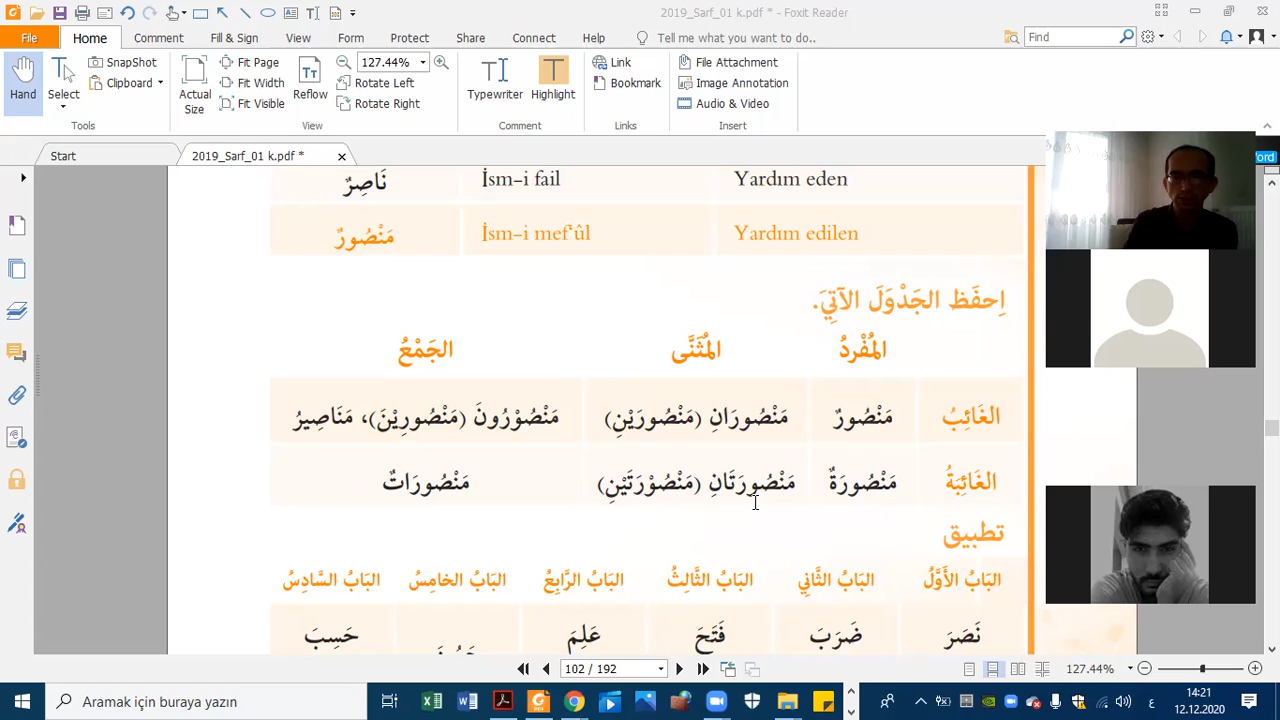 2019_Sarf_01 k.pdf * - Foxit Reader
File Home Comment Fill & Sign View Form Protect Share Connect Help Tell me what you want to do.. Find
Hand Select SnapShot Clipboard Actual Size Fit Page Fit Width Fit Visible Reflow 127.44% Rotate Left Rotate Right Typewriter Highlight Link Bookmark File Attachment Image Annotation Audio & Video
Tools View Comment Links Insert
Start 2019_Sarf_01 k.pdf * ord
نَاصِرٌ İsm-i fail Yardım eden
مَنْصُورٌ İsm-i mef'ûl Yardım edilen
اِحفَظ الجَدْوَلَ الآتِيَ.
المُفْردُ المُثَنَّى الجَمْعُ
الغَائِبُ مَنْصُورٌ مَنْصُورَانِ (مَنْصُورَيْنِ) مَنْصُوْرُونَ (مَنْصُورِيْنَ)، مَنَاصِيرُ
الغَائِبَةُ مَنْصُورَةٌ مَنْصُورَتَانِ (مَنْصُوْرَتَيْنِ) مَنْصُورَاتٌ
تطبيق
البَابُ الأَوَّلُ البَابُ الثَّانِي البَابُ الثَّالِثُ البَابُ الرَّابِعُ البَابُ الخامِسُ البَابُ السَّادِسُ
نَصَرَ ضَرَبَ فَتَحَ عَلِمَ حَسِبَ
102 / 192 127.44%
Aramak için buraya yazın ع 14:21
12.12.2020